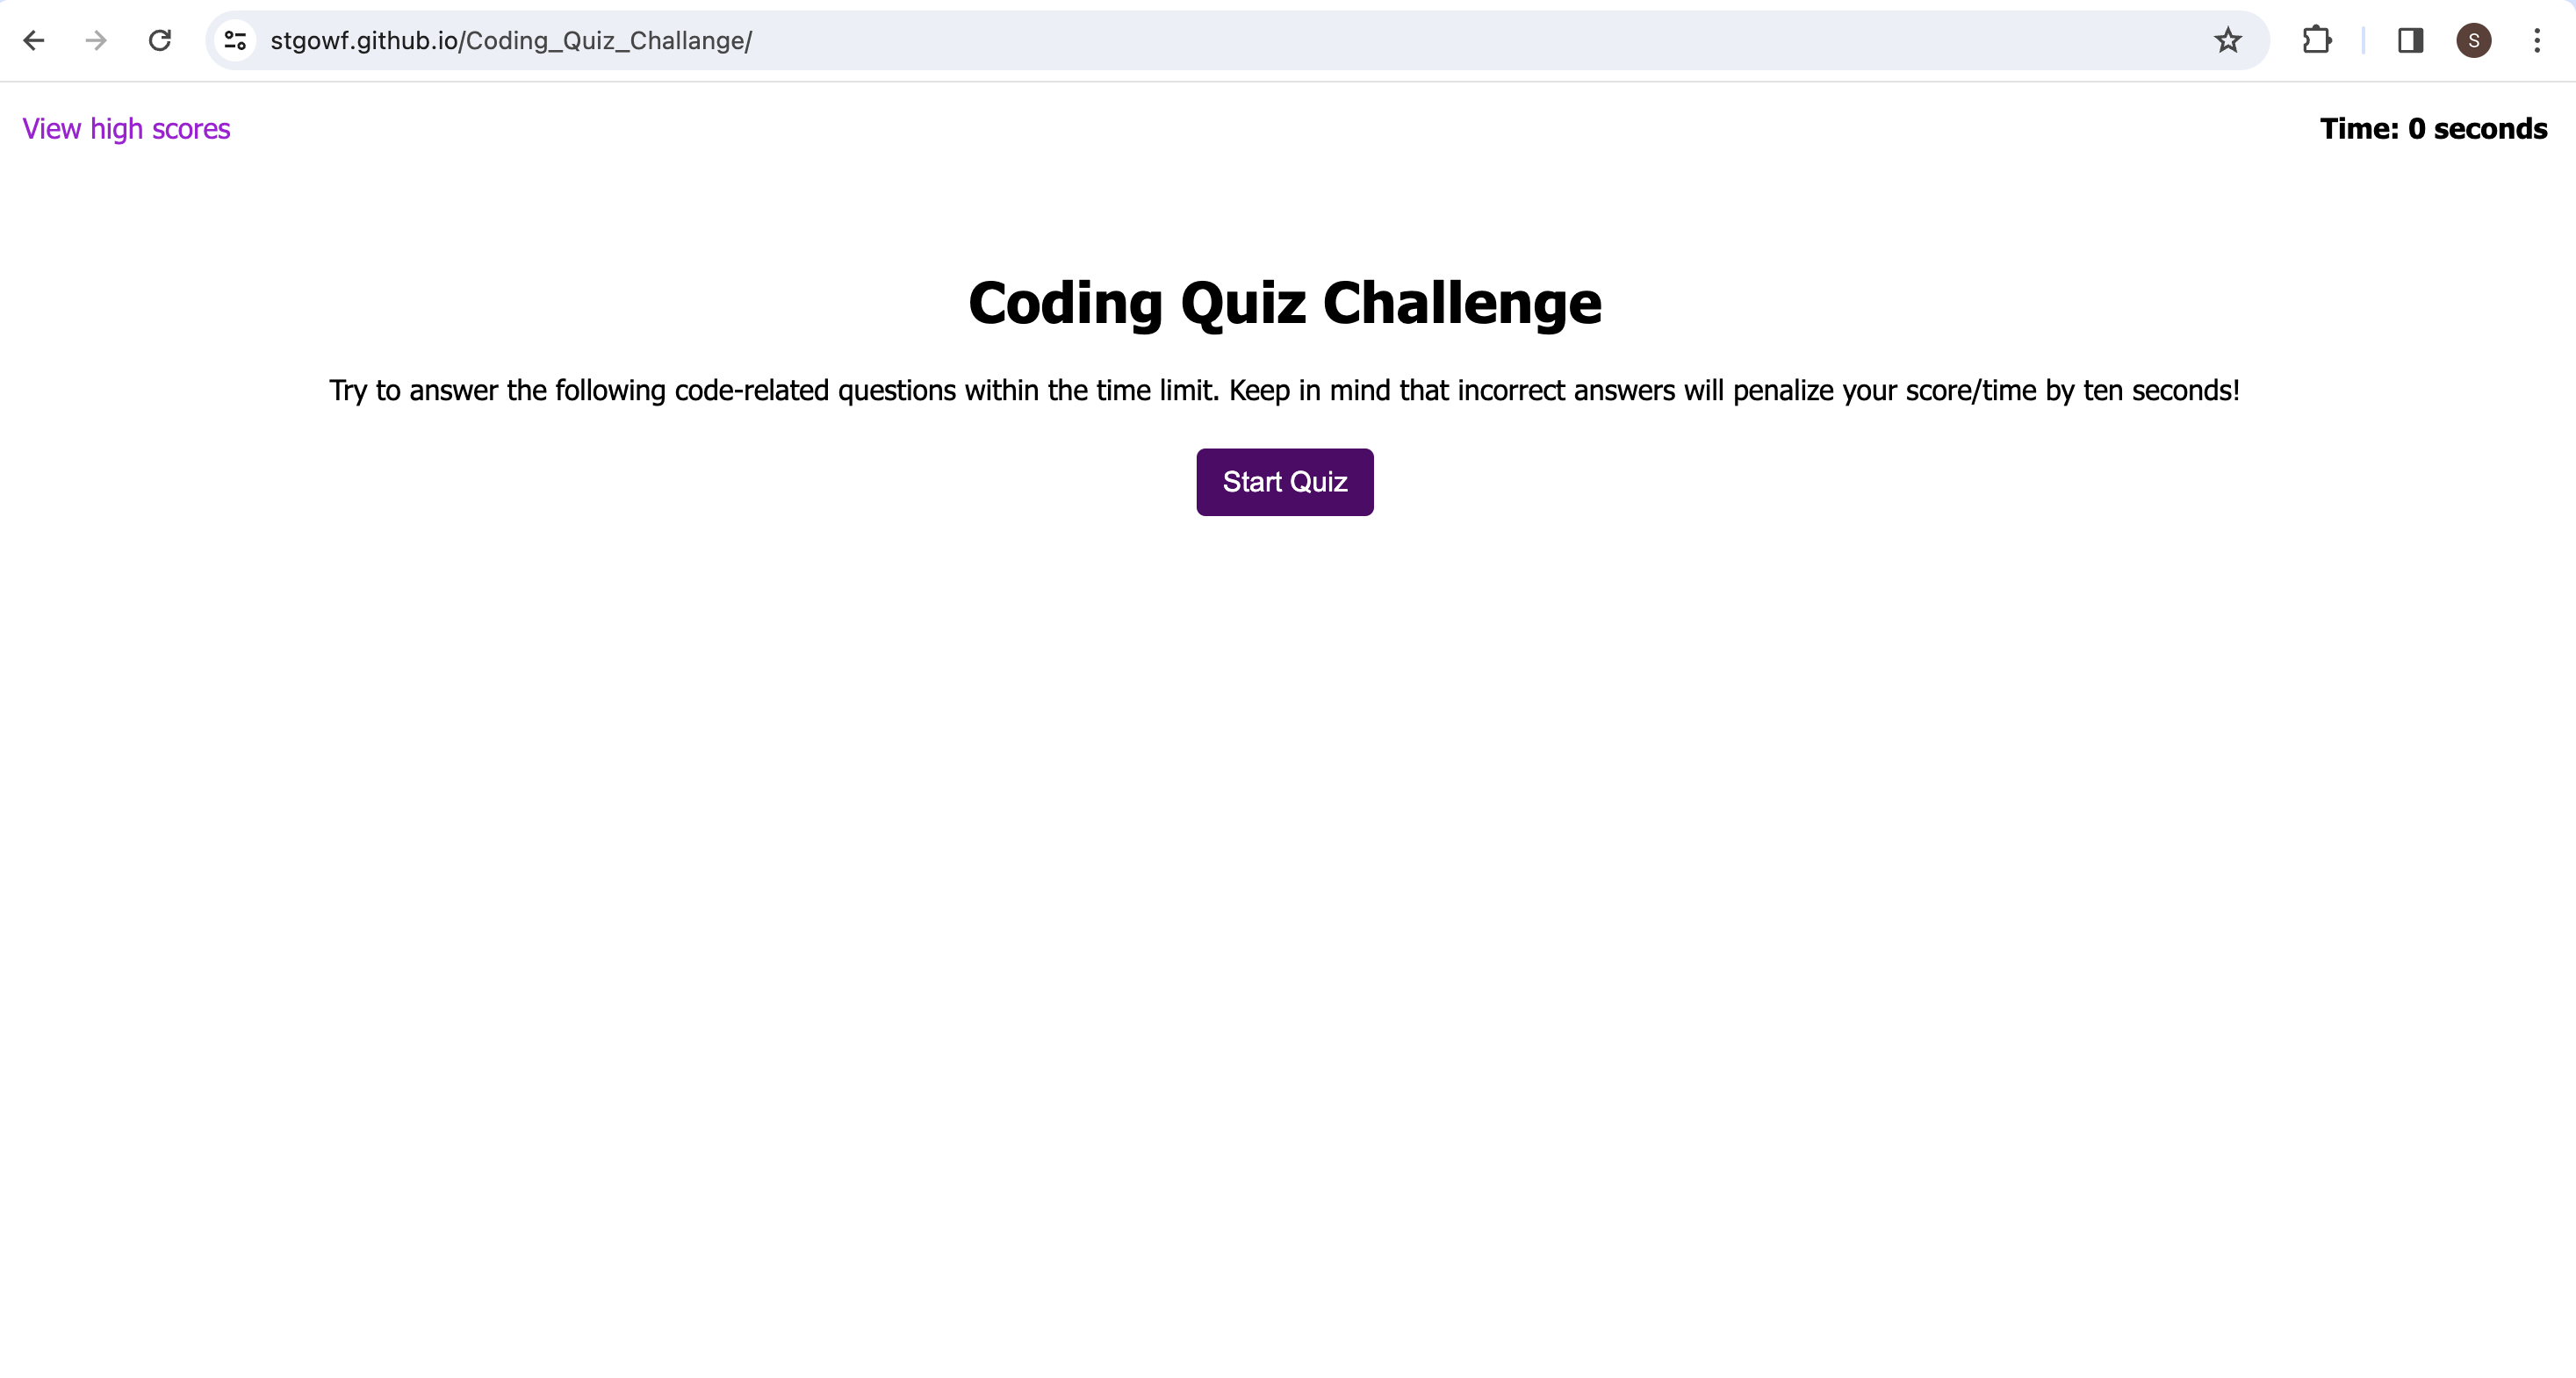 stgowf.github.io/Coding_Quiz_Challange/
S
View high scores
Time: 0 seconds
Coding Quiz Challenge
Try to answer the following code-related questions within the time limit. Keep in mind that incorrect answers will penalize your score/time by ten seconds!
Start Quiz